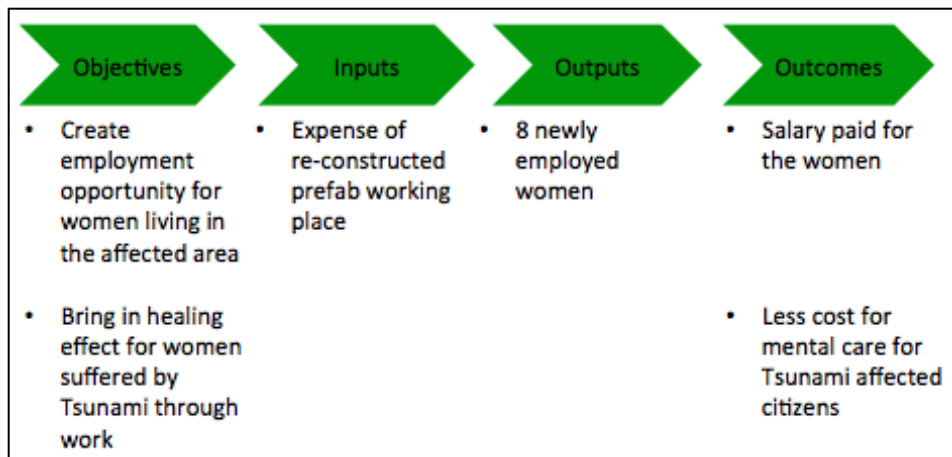 Objectives
Inputs
Outputs
Outcomes
• Create
employment
opportunity for
women living in
the affected area
• Bring in healing
effect for women
suffered by
Tsunami through
work
• Expense of
re-constructed
prefab working
place
• 8 newly
employed
women
• Salary paid for
the women
• Less cost for
mental care for
Tsunami affected
citizens